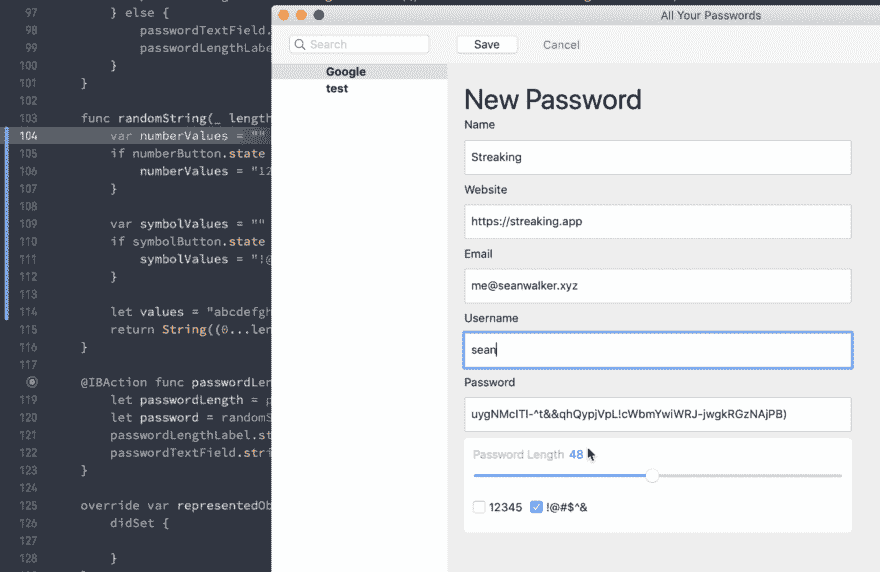 97 } else {
98 passwordTextField.
99 passwordLengthLabe
100 }
101 }
102
103 func randomString(_ length
104 var numberValues = ""
105 if numberButton.state
106 numberValues = "12
107 }
108
109 var symbolValues = ""
110 if symbolButton.state
111 symbolValues = "!@
112 }
113
114 let values = "abcdefgh
115 return String((0...len
116 }
117
@IBAction func passwordLen
119 let passwordLength = p
120 let password = randomS
121 passwordLengthLabel.st
122 passwordTextField.stri
123 }
124
125 override var representedOb
126 didSet {
127
128 }
All Your Passwords
Search
Save
Cancel
Google
test
New Password
Name
Streaking
Website
https://streaking.app
Email
me@seanwalker.xyz
Username
sean
Password
uygNMcITI-^t&&qhQypjVpL!cWbmYwiWRJ-jwgkRGzNAjPB)
Password Length 48
12345 !@#$^&